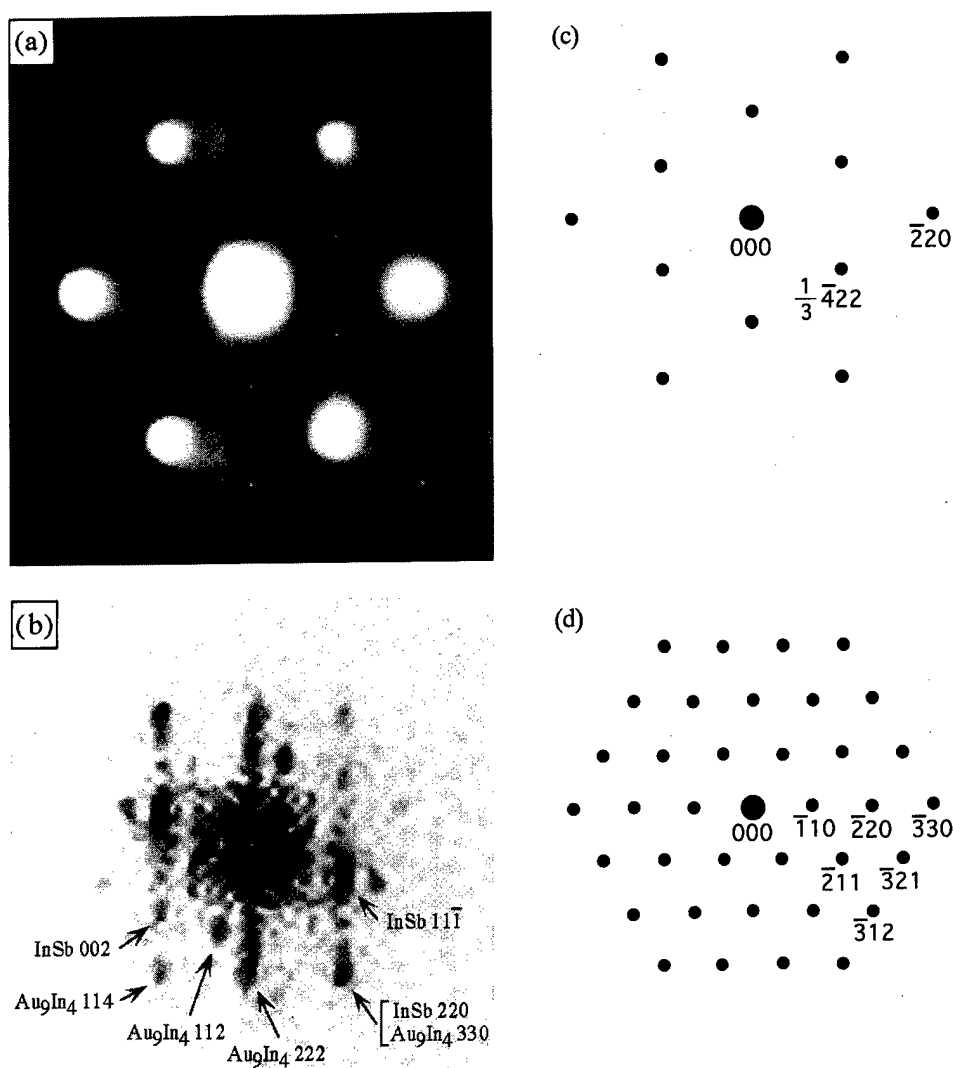 (a)
(c)
000
2̅20
1/3 4̅22
(b)
InSb 002
Au₉In₄ 114
Au₉In₄ 112
Au₉In₄ 222
InSb 111̅
InSb 220
Au₉In₄ 330
(d)
000
1̅10
2̅20
3̅30
2̅11
3̅21
3̅12